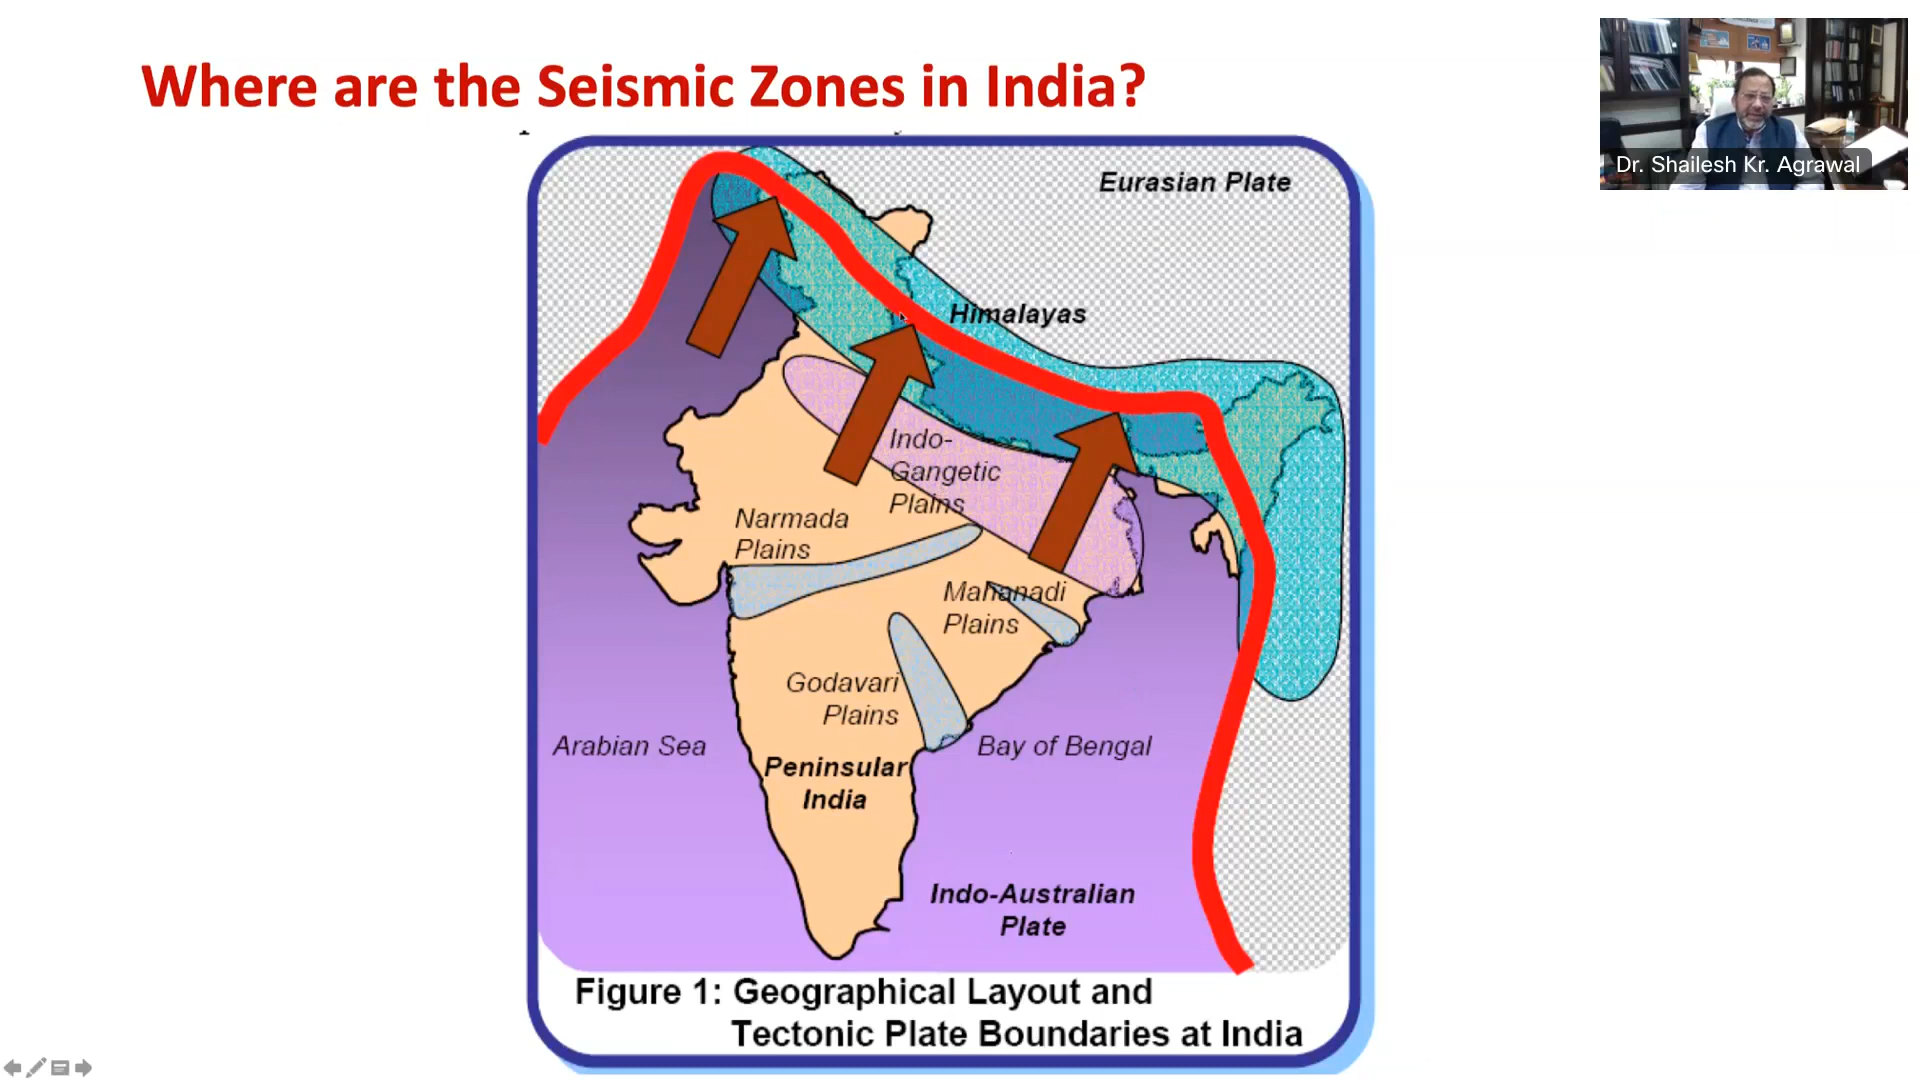 Where are the Seismic Zones in India?
Dr. Shailesh Kr. Agrawal
Eurasian Plate
Himalayas
Indo-
Gangetic
Plains
Narmada
Plains
Mahanadi
Plains
Godavari
Plains
Arabian Sea
Bay of Bengal
Peninsular
India
Indo-Australian
Plate
Figure 1: Geographical Layout and
Tectonic Plate Boundaries at India